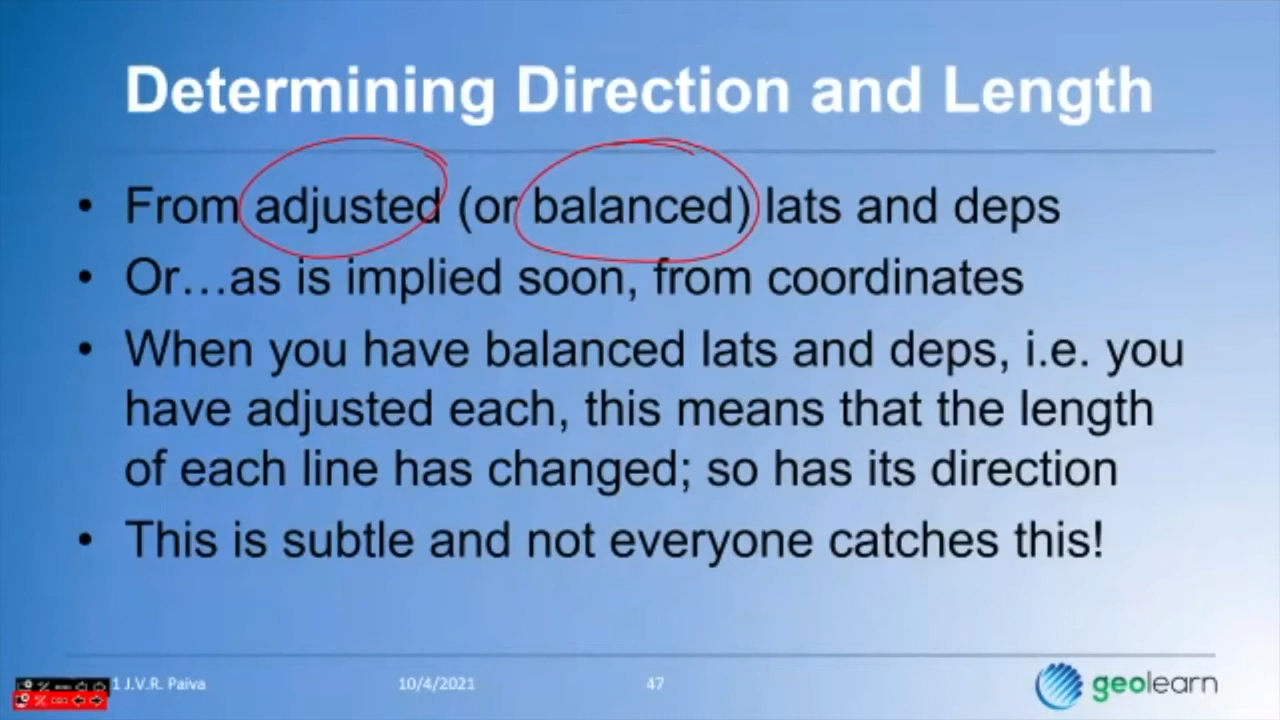 Determining Direction and Length
• From adjusted (or balanced) lats and deps
• Or…as is implied soon, from coordinates
• When you have balanced lats and deps, i.e. you
have adjusted each, this means that the length
of each line has changed; so has its direction
• This is subtle and not everyone catches this!
1 J.V.R. Paiva
10/4/2021
47
geolearn